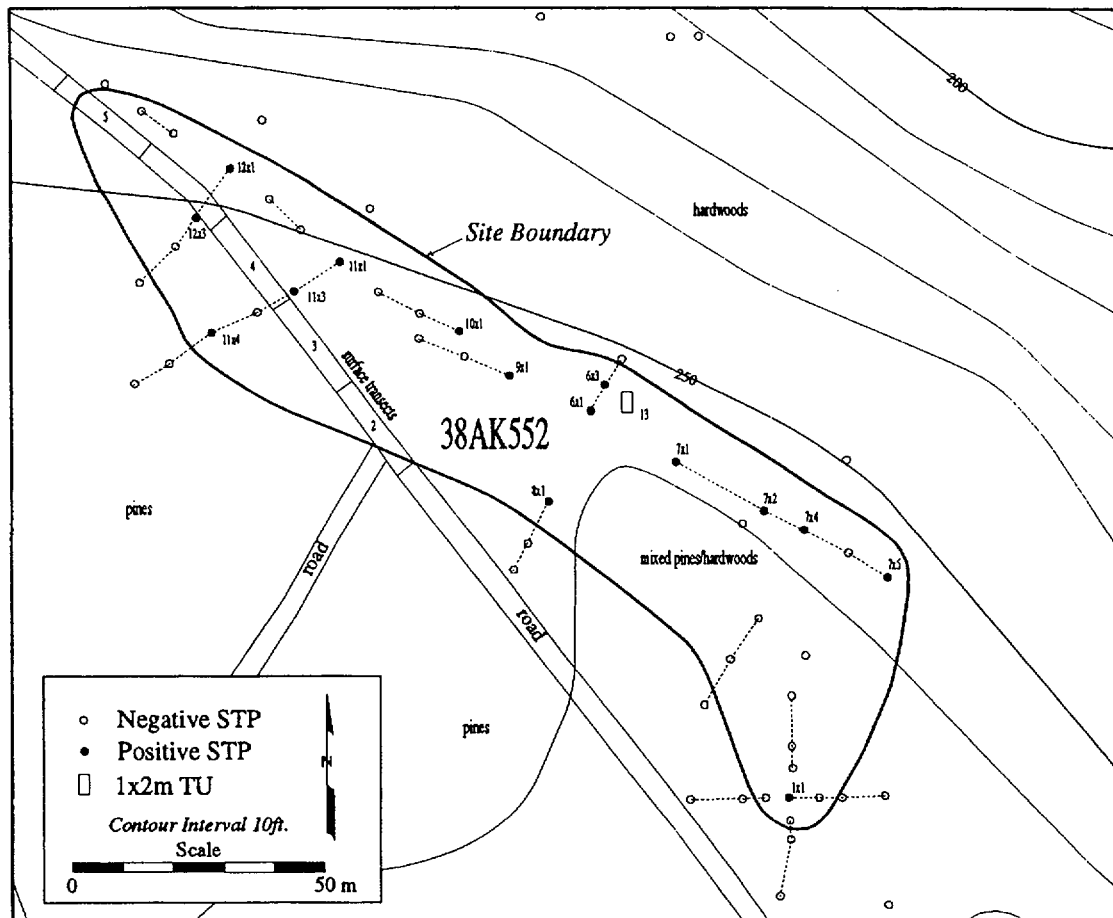 200
5
12x1
hardwoods
12x3
Site Boundary
4
11x1
11x3
11x4
10x1
3
surface transects
9x1
6x3
250
6x1
13
2
38AK552
7x1
8x1
7x2
7x4
pines
road
mixed pines/hardwoods
7x5
road
pines
Negative STP
Positive STP
1x2m TU
Z
Contour Interval 10ft.
Scale
0 50 m
1x1